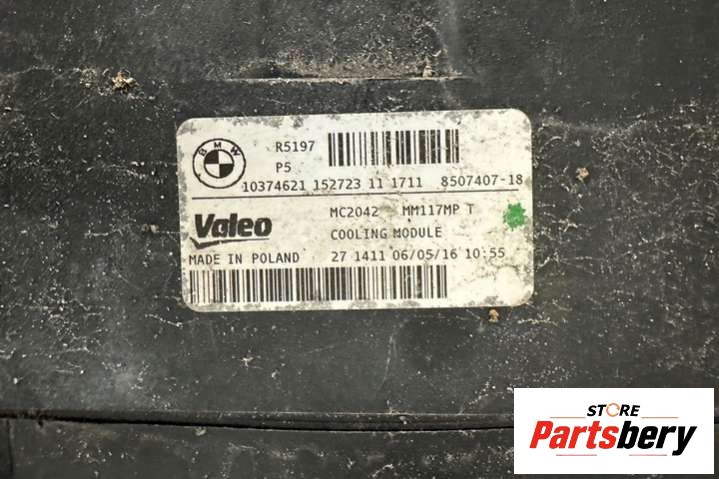 BMW
R5197
P5
10374621 152723 11 1711 8507407-18
Valeo
MC2042 MM117MP T
COOLING MODULE
MADE IN POLAND 27 1411 06/05/16 10:55
STORE
Partsbery